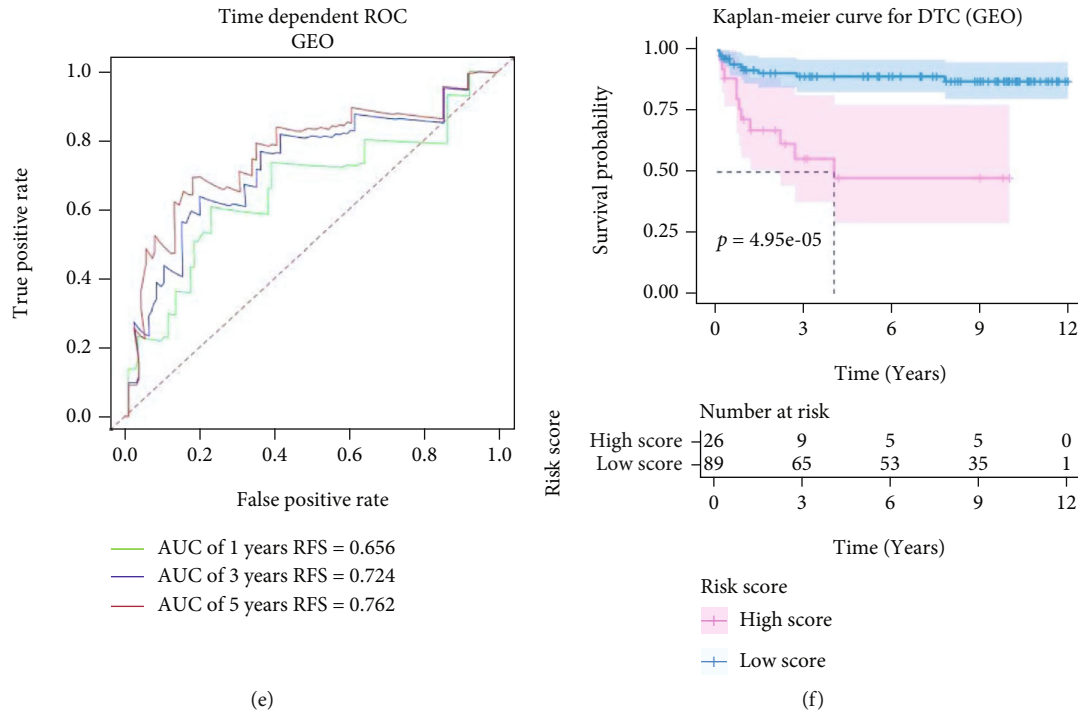 Time dependent ROC
GEO
True positive rate
1.0
0.8
0.6
0.4
0.2
0.0
0.0 0.2 0.4 0.6 0.8 1.0
False positive rate
AUC of 1 years RFS = 0.656
AUC of 3 years RFS = 0.724
AUC of 5 years RFS = 0.762
(e)
Kaplan-meier curve for DTC (GEO)
Survival probability
1.00
0.75
0.50
0.25
0.00
p = 4.95e-05
0 3 6 9 12
Time (Years)
Number at risk
Risk score
High score 26 9 5 5 0
Low score 89 65 53 35 1
0 3 6 9 12
Time (Years)
Risk score
High score
Low score
(f)